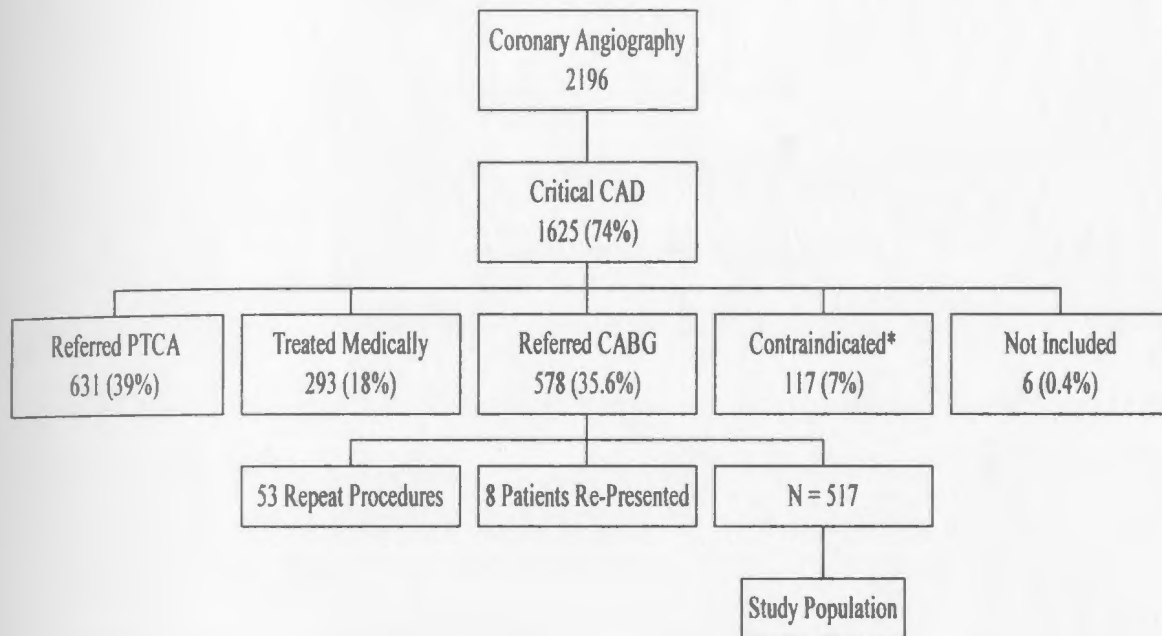 Coronary Angiography
2196
Critical CAD
1625 (74%)
Referred PTCA
631 (39%)
Treated Medically
293 (18%)
Referred CABG
578 (35.6%)
Contraindicated*
117 (7%)
Not Included
6 (0.4%)
53 Repeat Procedures
8 Patients Re-Presented
N = 517
Study Population